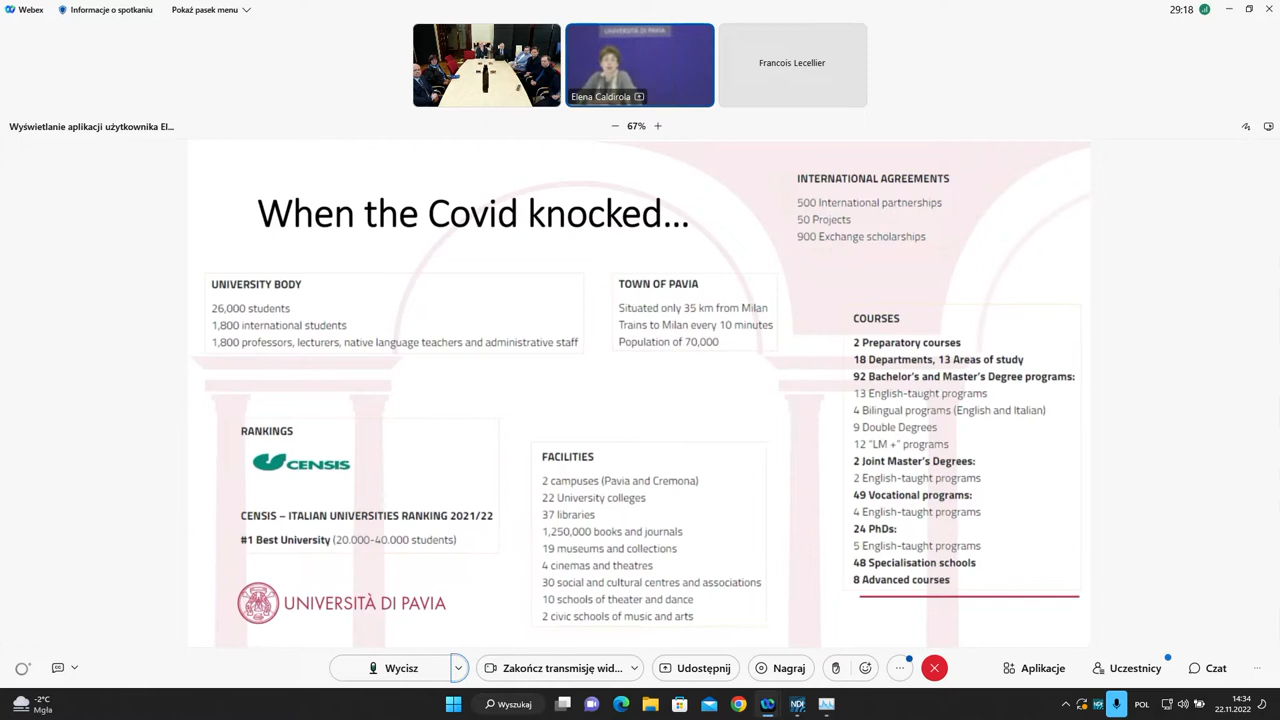 Webex
Informacje o spotkaniu
Pokaż pasek menu
29:18
UNIVERSITÀ DI PAVIA
Elena Caldirola
Francois Lecellier
Wyświetlanie aplikacji użytkownika El...
67%
When the Covid knocked...
INTERNATIONAL AGREEMENTS
500 International partnerships
50 Projects
900 Exchange scholarships
UNIVERSITY BODY
26,000 students
1,800 international students
1,800 professors, lecturers, native language teachers and administrative staff
TOWN OF PAVIA
Situated only 35 km from Milan
Trains to Milan every 10 minutes
Population of 70,000
COURSES
2 Preparatory courses
18 Departments, 13 Areas of study
92 Bachelor's and Master's Degree programs:
13 English-taught programs
4 Bilingual programs (English and Italian)
9 Double Degrees
12 "LM +" programs
2 Joint Master's Degrees:
2 English-taught programs
49 Vocational programs:
4 English-taught programs
24 PhDs:
5 English-taught programs
48 Specialisation schools
8 Advanced courses
RANKINGS
CENSIS
CENSIS – ITALIAN UNIVERSITIES RANKING 2021/22
#1 Best University (20.000-40.000 students)
FACILITIES
2 campuses (Pavia and Cremona)
22 University colleges
37 libraries
1,250,000 books and journals
19 museums and collections
4 cinemas and theatres
30 social and cultural centres and associations
10 schools of theater and dance
2 civic schools of music and arts
UNIVERSITÀ DI PAVIA
Wycisz
Zakończ transmisję wid...
Udostępnij
Nagraj
Aplikacje
Uczestnicy
Czat
-2°C
Mgła
Wyszukaj
POL
14:34
22.11.2022